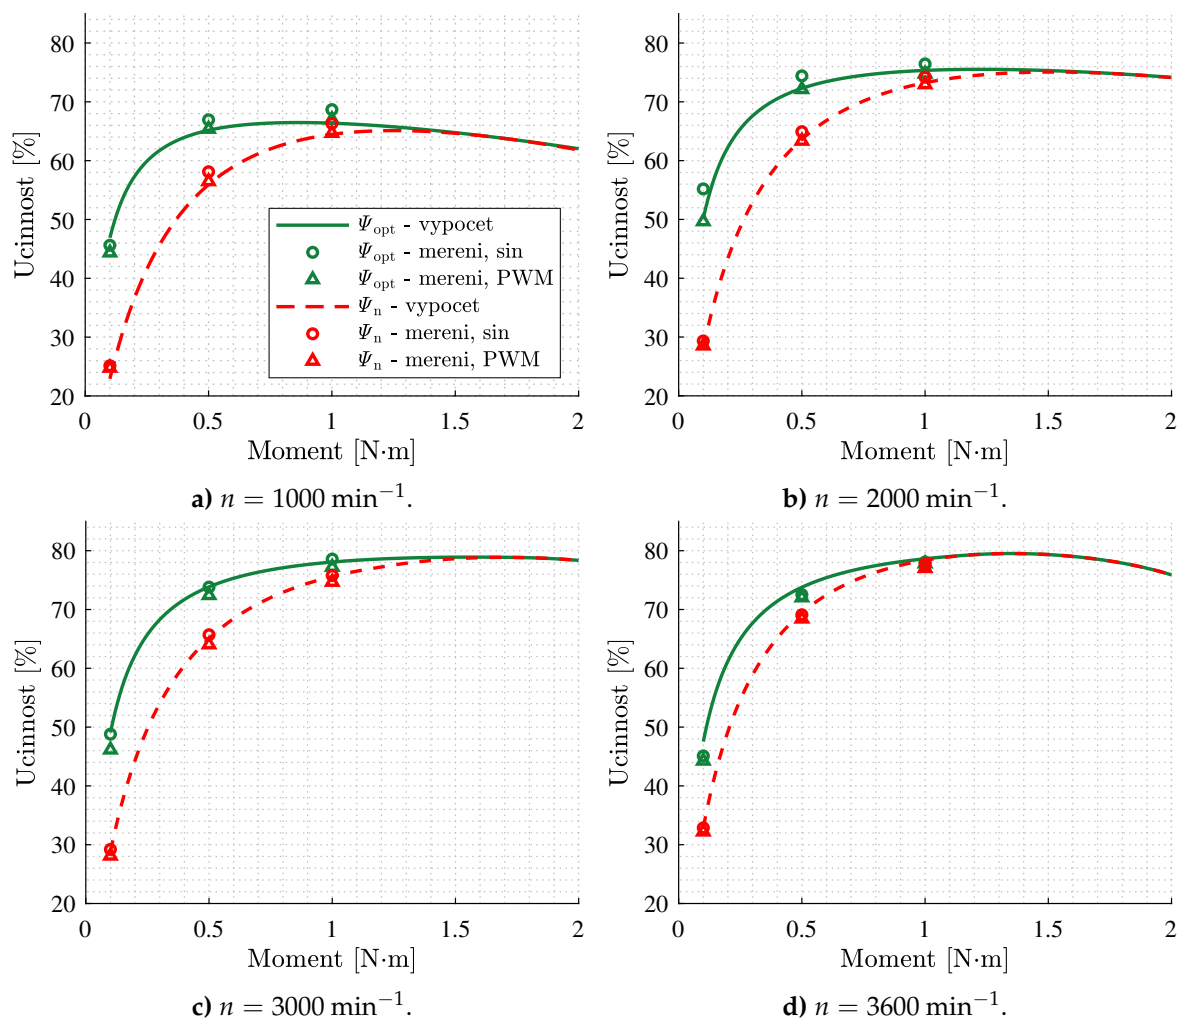 80
70
60
50
40
30
20
Ucinnost [%]
0 0.5 1 1.5 2
Moment [N·m]
Ψopt - vypocet
Ψopt - mereni, sin
Ψopt - mereni, PWM
Ψn - vypocet
Ψn - mereni, sin
Ψn - mereni, PWM
a) n = 1000 min⁻¹.
80
70
60
50
40
30
20
Ucinnost [%]
0 0.5 1 1.5 2
Moment [N·m]
b) n = 2000 min⁻¹.
80
70
60
50
40
30
20
Ucinnost [%]
0 0.5 1 1.5 2
Moment [N·m]
c) n = 3000 min⁻¹.
80
70
60
50
40
30
20
Ucinnost [%]
0 0.5 1 1.5 2
Moment [N·m]
d) n = 3600 min⁻¹.